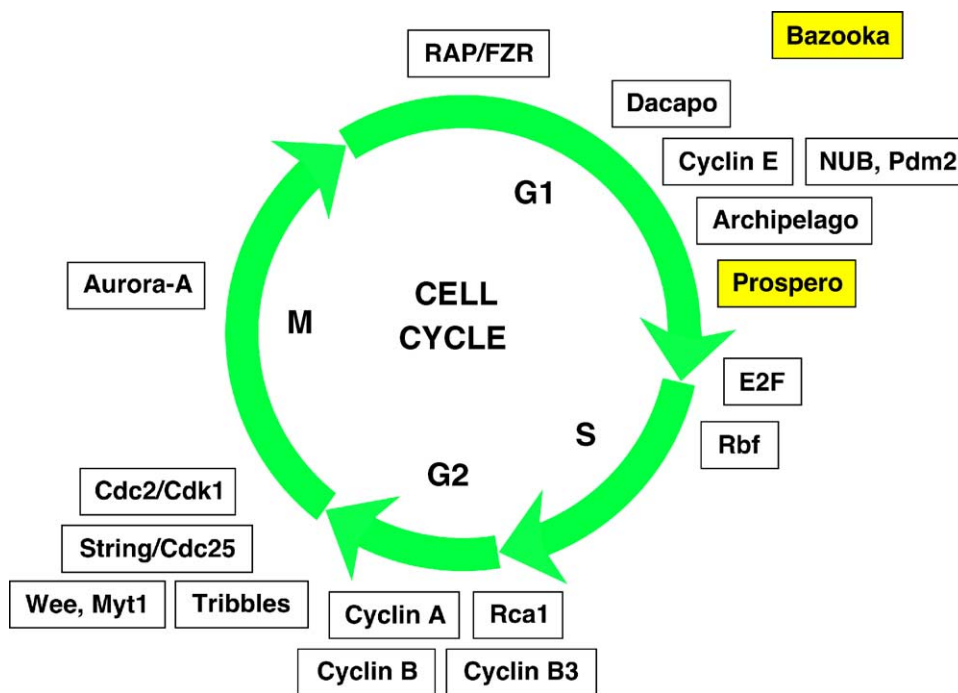 Bazooka
RAP/FZR
Dacapo
Cyclin E
NUB, Pdm2
G1
Archipelago
Aurora-A
Prospero
CELL
CYCLE
M
E2F
S
Rbf
G2
Cdc2/Cdk1
String/Cdc25
Wee, Myt1
Tribbles
Cyclin A
Rca1
Cyclin B
Cyclin B3